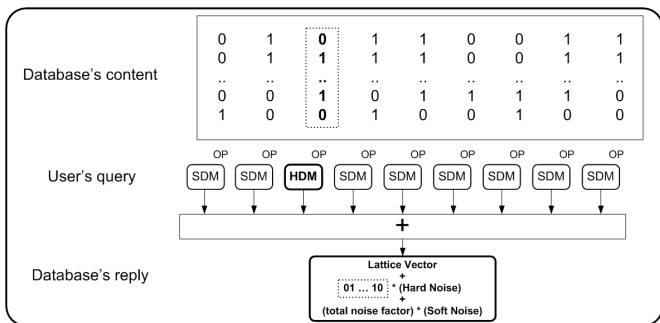 0 1 0 1 1 0 0 1 1
0 1 1 1 1 0 0 1 1
Database's content
.. .. .. .. .. .. .. .. ..
0 0 1 0 1 1 1 1 0
1 0 0 1 0 0 1 0 0
OP OP OP OP OP OP OP OP OP
User's query
SDM SDM HDM SDM SDM SDM SDM SDM SDM
+
Database's reply
Lattice Vector
+
01 ... 10 * (Hard Noise)
+
(total noise factor) * (Soft Noise)